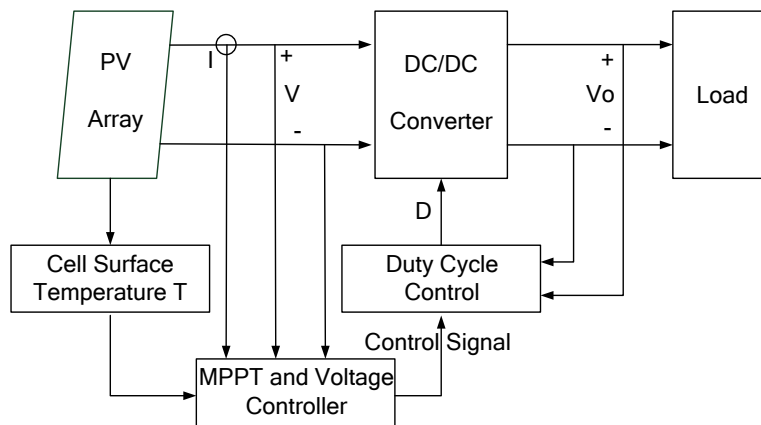 PV
Array
I
+
V
-
DC/DC
Converter
+
Vo
-
Load
D
Cell Surface
Temperature T
Duty Cycle
Control
Control Signal
MPPT and Voltage
Controller